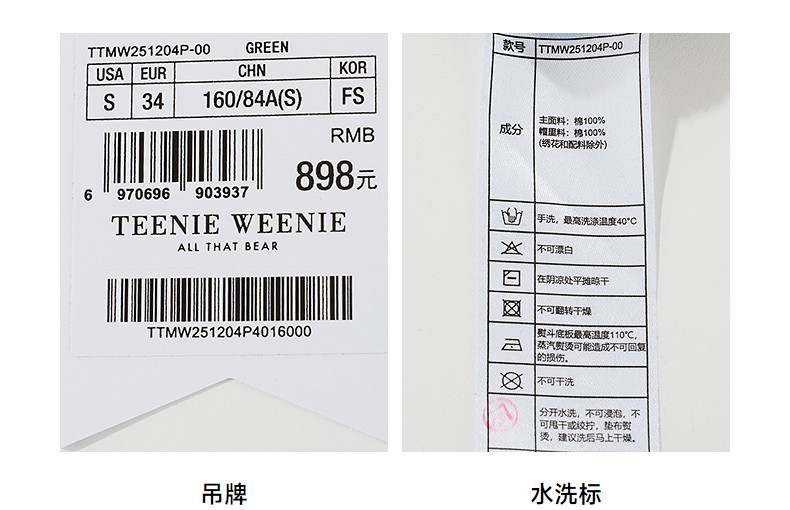 TTMW251204P-00 GREEN
USA EUR CHN KOR
S 34 160/84A(S) FS
RMB
898元
6 970696 903937
TEENIE WEENIE
ALL THAT BEAR
TTMW251204P4016000
吊牌
款号 TTMW251204P-00
成分
主面料：棉100%
帽里料：棉100%
(绣花和配料除外)
手洗，最高洗涤温度40°C
不可漂白
在阴凉处平摊晾干
不可翻转干燥
熨斗底板最高温度110℃，
蒸汽熨烫可能造成不可回复
的损伤。
不可干洗
分开水洗，不可浸泡，不
可甩干或绞拧，垫布熨
烫，建议洗后马上干燥。
水洗标